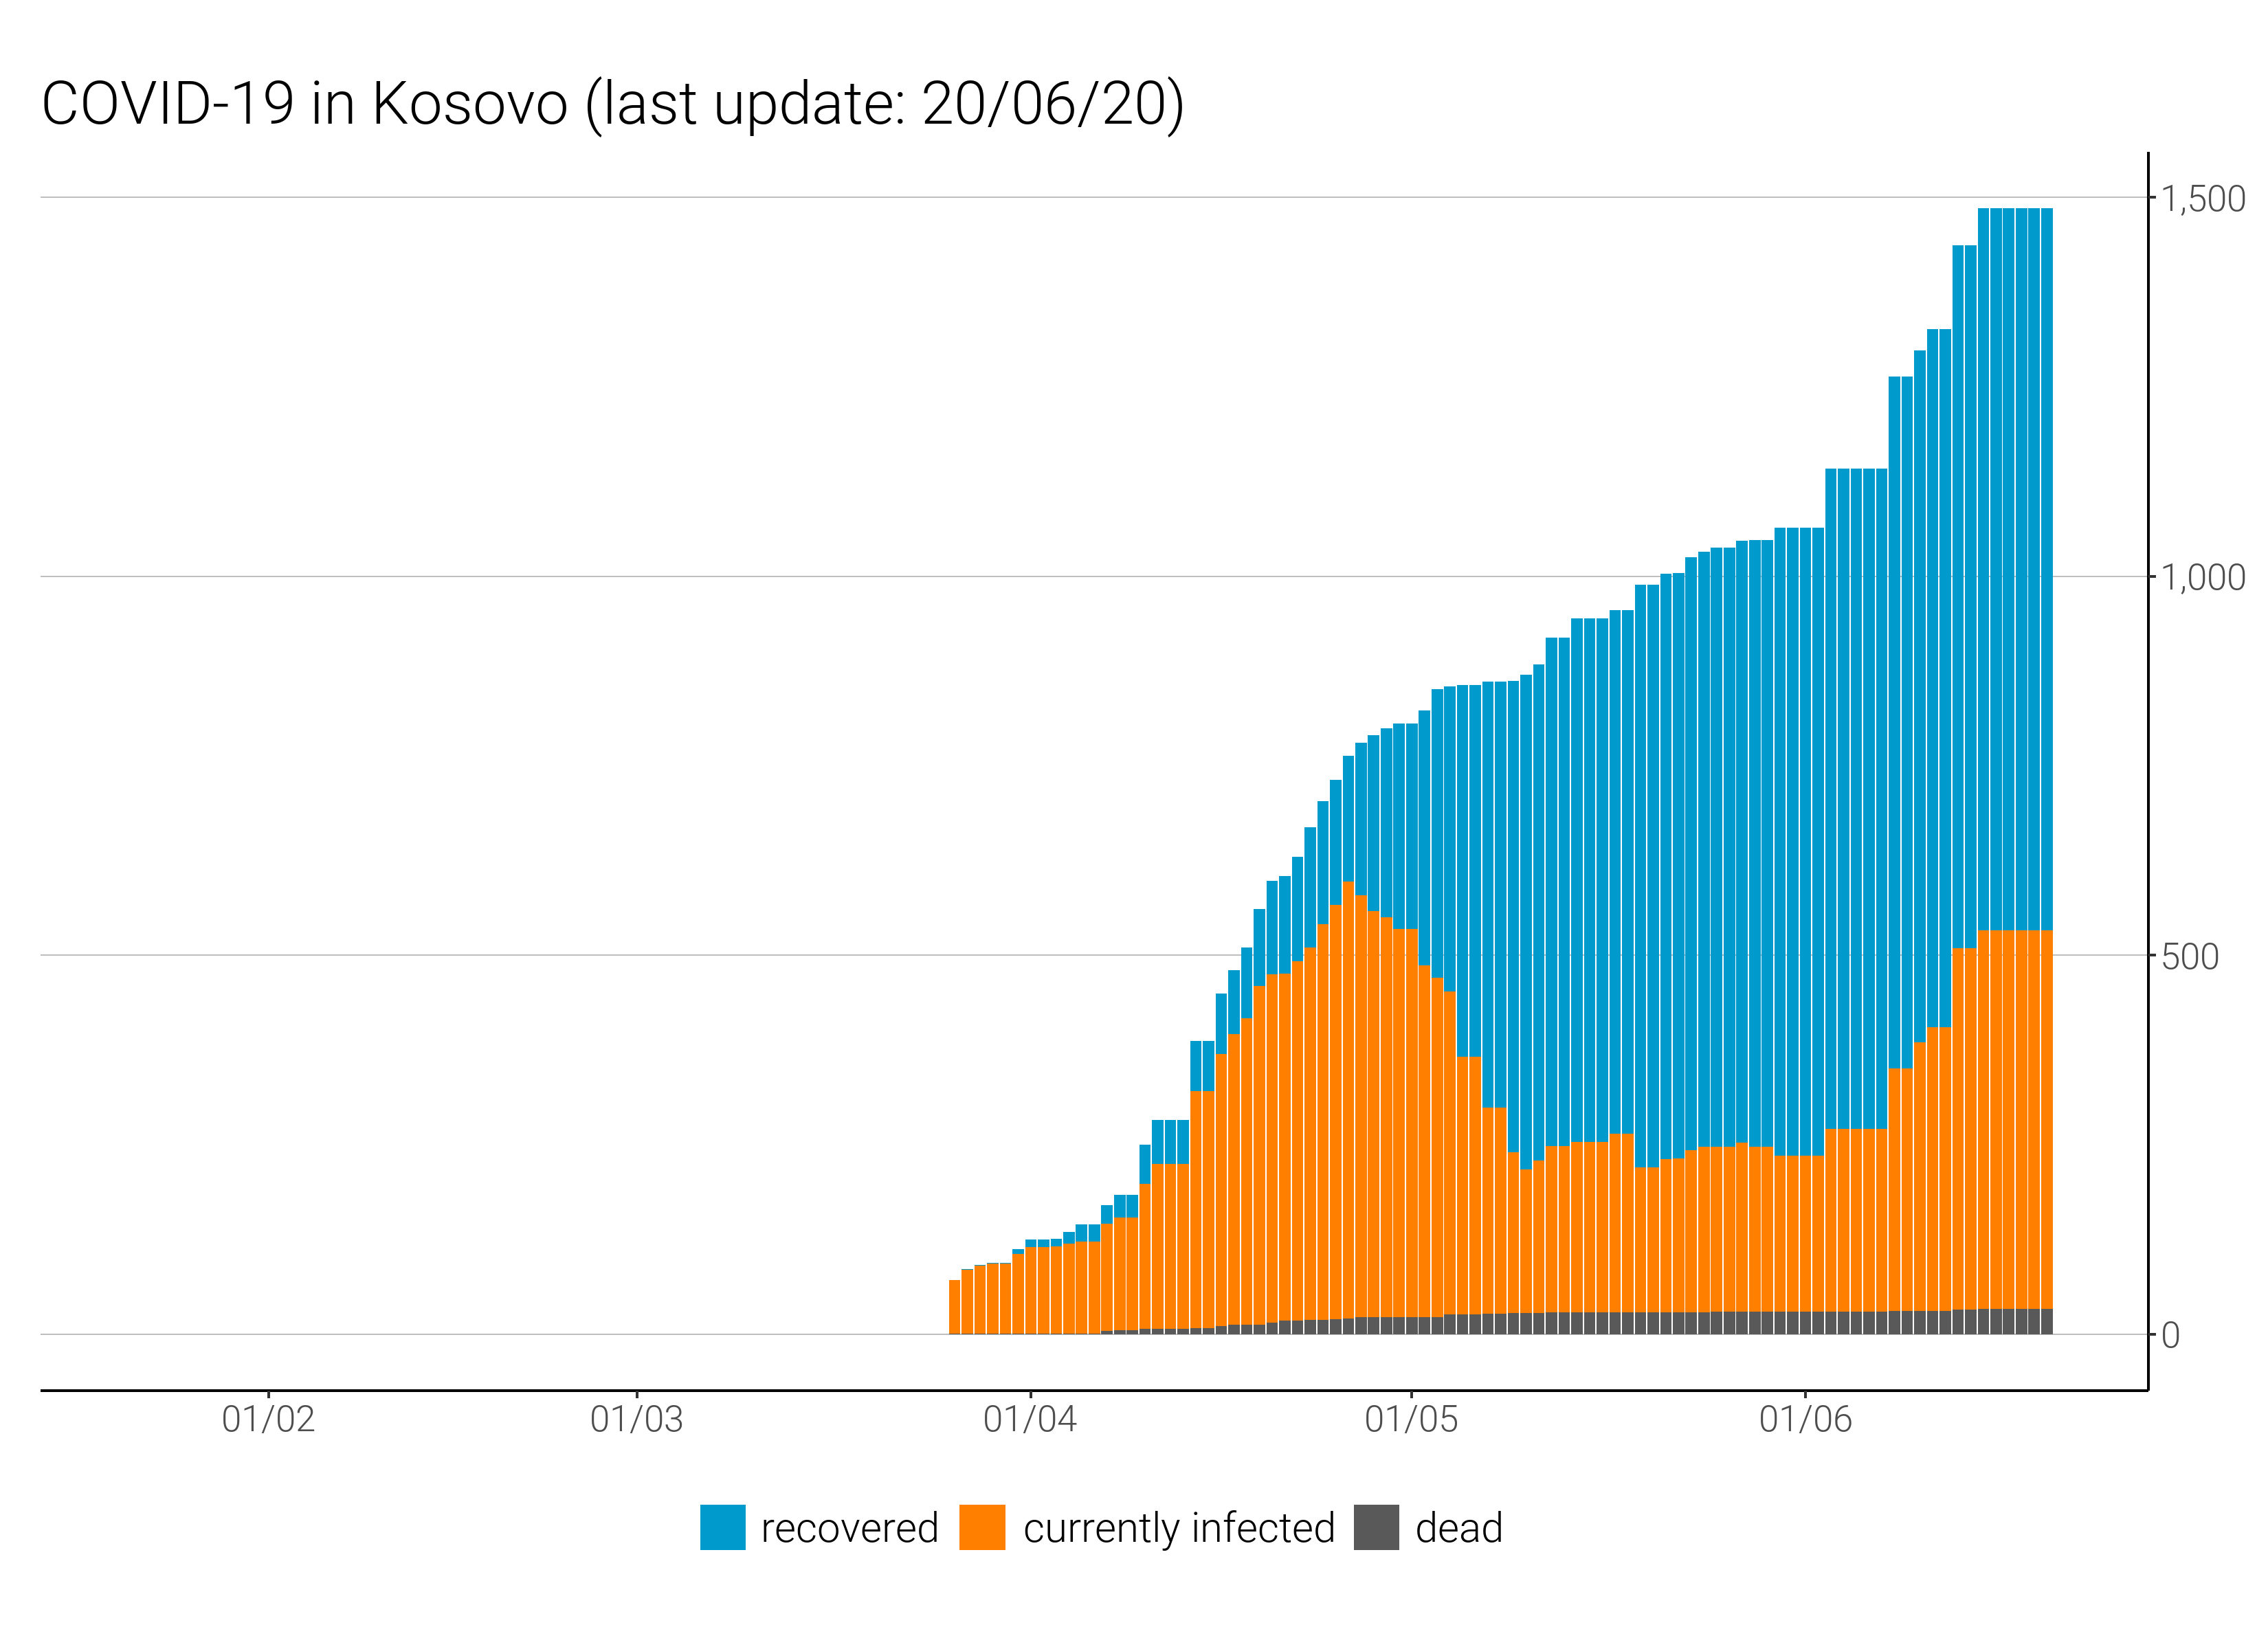 COVID-19 in Kosovo (last update: 20/06/20)
1,500
1,000
500
0
01/02 01/03 01/04 01/05 01/06
recovered currently infected dead